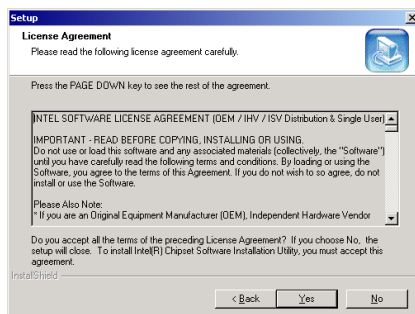 Setup
License Agreement
Please read the following license agreement carefully.
Press the PAGE DOWN key to see the rest of the agreement.
INTEL SOFTWARE LICENSE AGREEMENT (OEM / IHV / ISV Distribution & Single User)
IMPORTANT - READ BEFORE COPYING, INSTALLING OR USING.
Do not use or load this software and any associated materials (collectively, the "Software")
until you have carefully read the following terms and conditions. By loading or using the
Software, you agree to the terms of this Agreement. If you do not wish to so agree, do not
install or use the Software.
Please Also Note:
* If you are an Original Equipment Manufacturer (OEM), Independent Hardware Vendor
Do you accept all the terms of the preceding License Agreement? If you choose No, the
setup will close. To install Intel(R) Chipset Software Installation Utility, you must accept this
agreement.
InstallShield
< Back Yes No